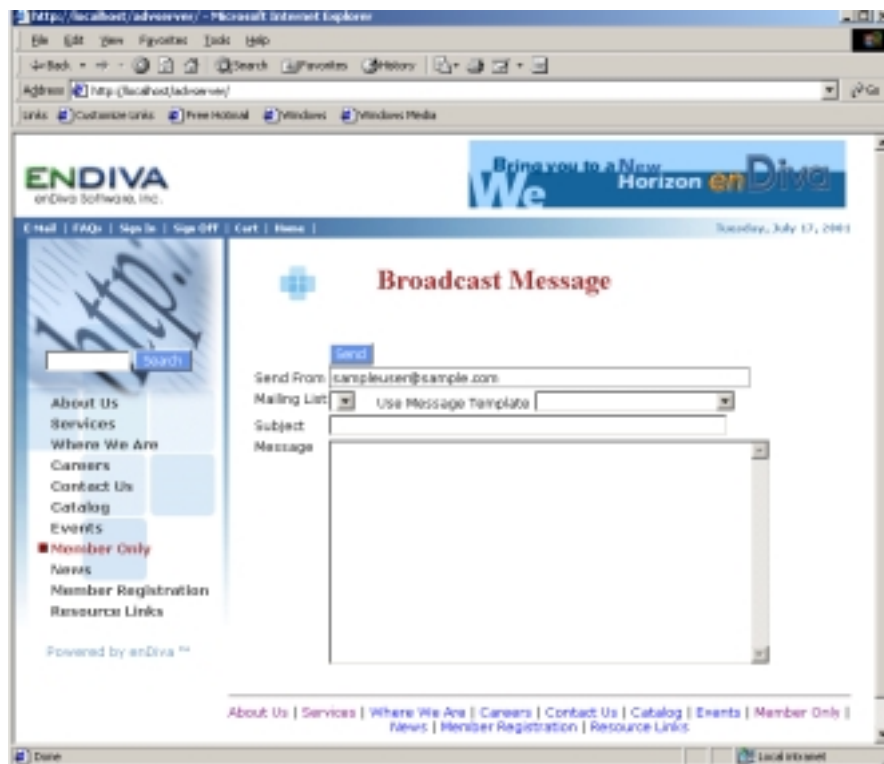 http://localhost/advserver/ - Microsoft Internet Explorer
File Edit View Favorites Tools Help
Back Search Favorites History
Address http://localhost/advserver/ Go
Links Customize Links Free Hotmail Windows Windows Media
ENDIVA
enDiva Software, Inc.
Bring you to a New
We Horizon enDiva
E-Mail | FAQs | Sign In | Sign Off | Cart | Home |
Tuesday, July 17, 2001
http:
Search
About Us
Services
Where We Are
Careers
Contact Us
Catalog
Events
Member Only
News
Member Registration
Resource Links
Powered by enDiva ™
Broadcast Message
Send
Send From sampleuser@sample.com
Mailing List Use Message Template
Subject
Message
About Us | Services | Where We Are | Careers | Contact Us | Catalog | Events | Member Only |
News | Member Registration | Resource Links
Done
Local intranet